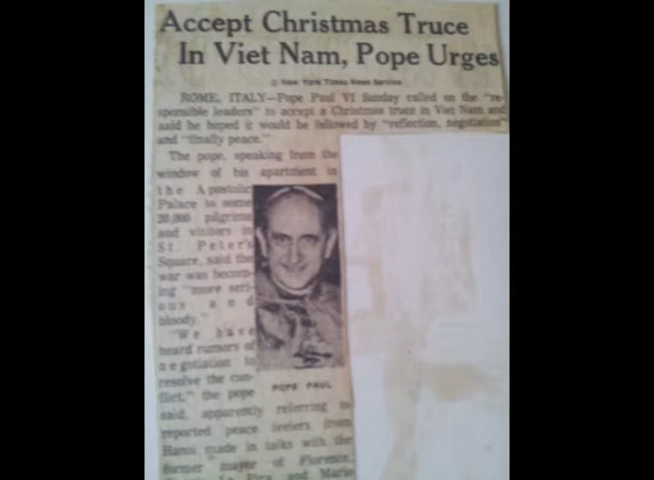 Accept Christmas Truce
In Viet Nam, Pope Urges
© New York Times News Service
ROME, ITALY—Pope Paul VI Sunday called on the "re-
sponsible leaders" to accept a Christmas truce in Viet Nam and
said he hoped it would be followed by "reflection, negotiation"
and "finally peace."
The pope, speaking from the
window of his apartment in
the Apostolic
Palace to some
20,000 pilgrims
and visitors in
St. Peter's
Square, said the
war was becom-
ing "more seri-
ous and
bloody."
"We have
heard rumors of
negotiation to
resolve the con-
flict," the pope
said, apparently referring to
reported peace feelers from
Hanoi made in talks with the
former mayor of Florence,
and Mario
POPE PAUL